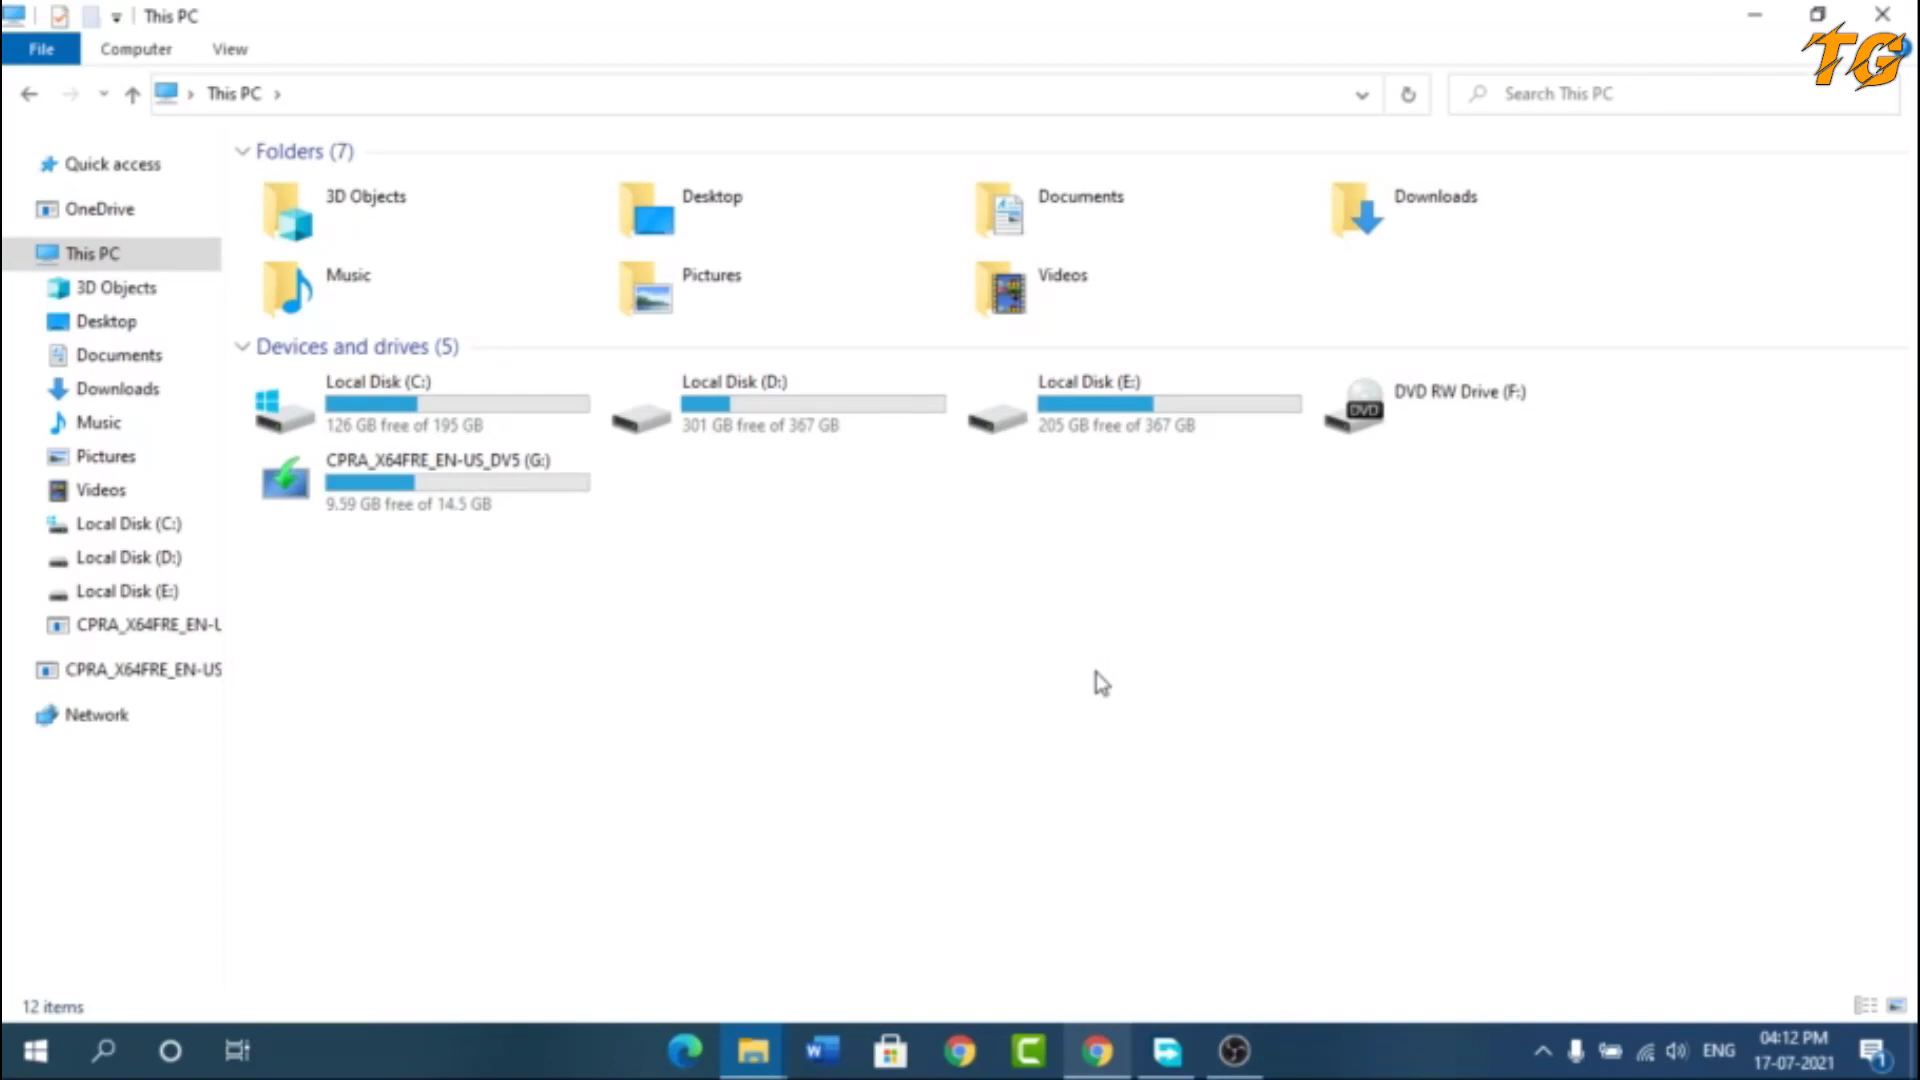 This PC
TG
File Computer View
This PC
Search This PC
Quick access
OneDrive
This PC
3D Objects
Desktop
Documents
Downloads
Music
Pictures
Videos
Local Disk (C:)
Local Disk (D:)
Local Disk (E:)
CPRA_X64FRE_EN-U
CPRA_X64FRE_EN-US
Network
Folders (7)
3D Objects
Desktop
Documents
Downloads
Music
Pictures
Videos
Devices and drives (5)
Local Disk (C:)
126 GB free of 195 GB
Local Disk (D:)
301 GB free of 367 GB
Local Disk (E:)
205 GB free of 367 GB
DVD
DVD RW Drive (F:)
CPRA_X64FRE_EN-US_DV5 (G:)
9.59 GB free of 14.5 GB
12 items
W
C
ENG
04:12 PM
17-07-2021
1